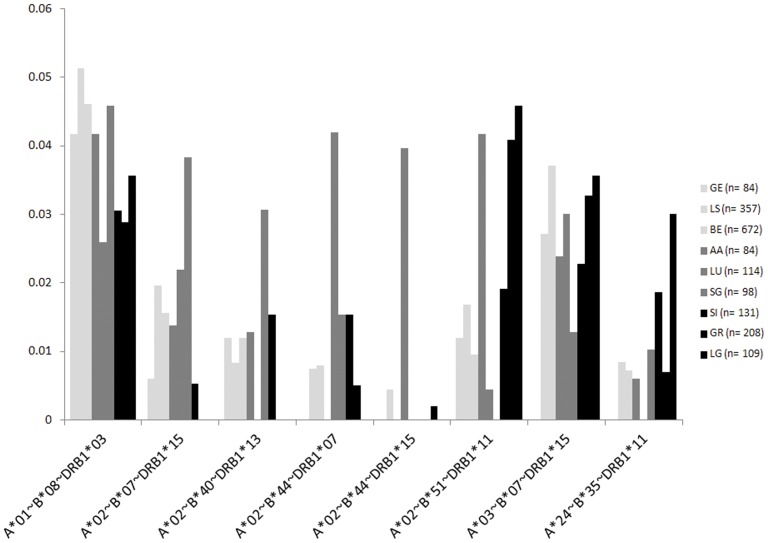 0.06
0.05
0.04
0.03
0.02
0.01
0
A*01~B*08~DRB1*03
A*02~B*07~DRB1*15
A*02~B*40~DRB1*13
A*02~B*44~DRB1*07
A*02~B*44~DRB1*15
A*02~B*51~DRB1*11
A*03~B*07~DRB1*15
A*24~B*35~DRB1*11
GE (n= 84)
LS (n= 357)
BE (n= 672)
AA (n= 84)
LU (n= 114)
SG (n= 98)
SI (n= 131)
GR (n= 208)
LG (n= 109)